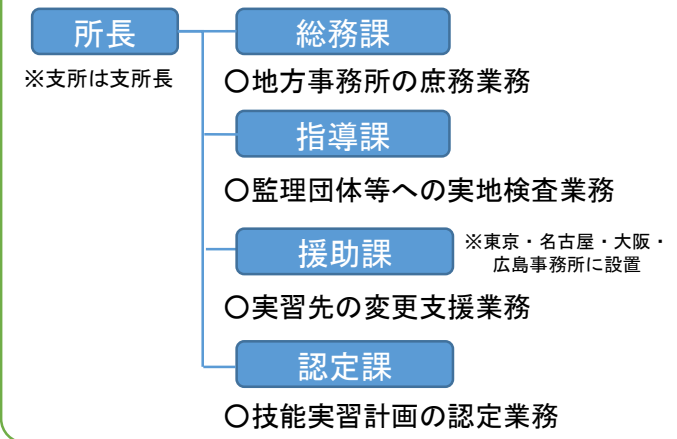 所長
総務課
※支所は支所長
〇地方事務所の庶務業務
指導課
〇監理団体等への実地検査業務
援助課
※東京・名古屋・大阪・
広島事務所に設置
〇実習先の変更支援業務
認定課
〇技能実習計画の認定業務